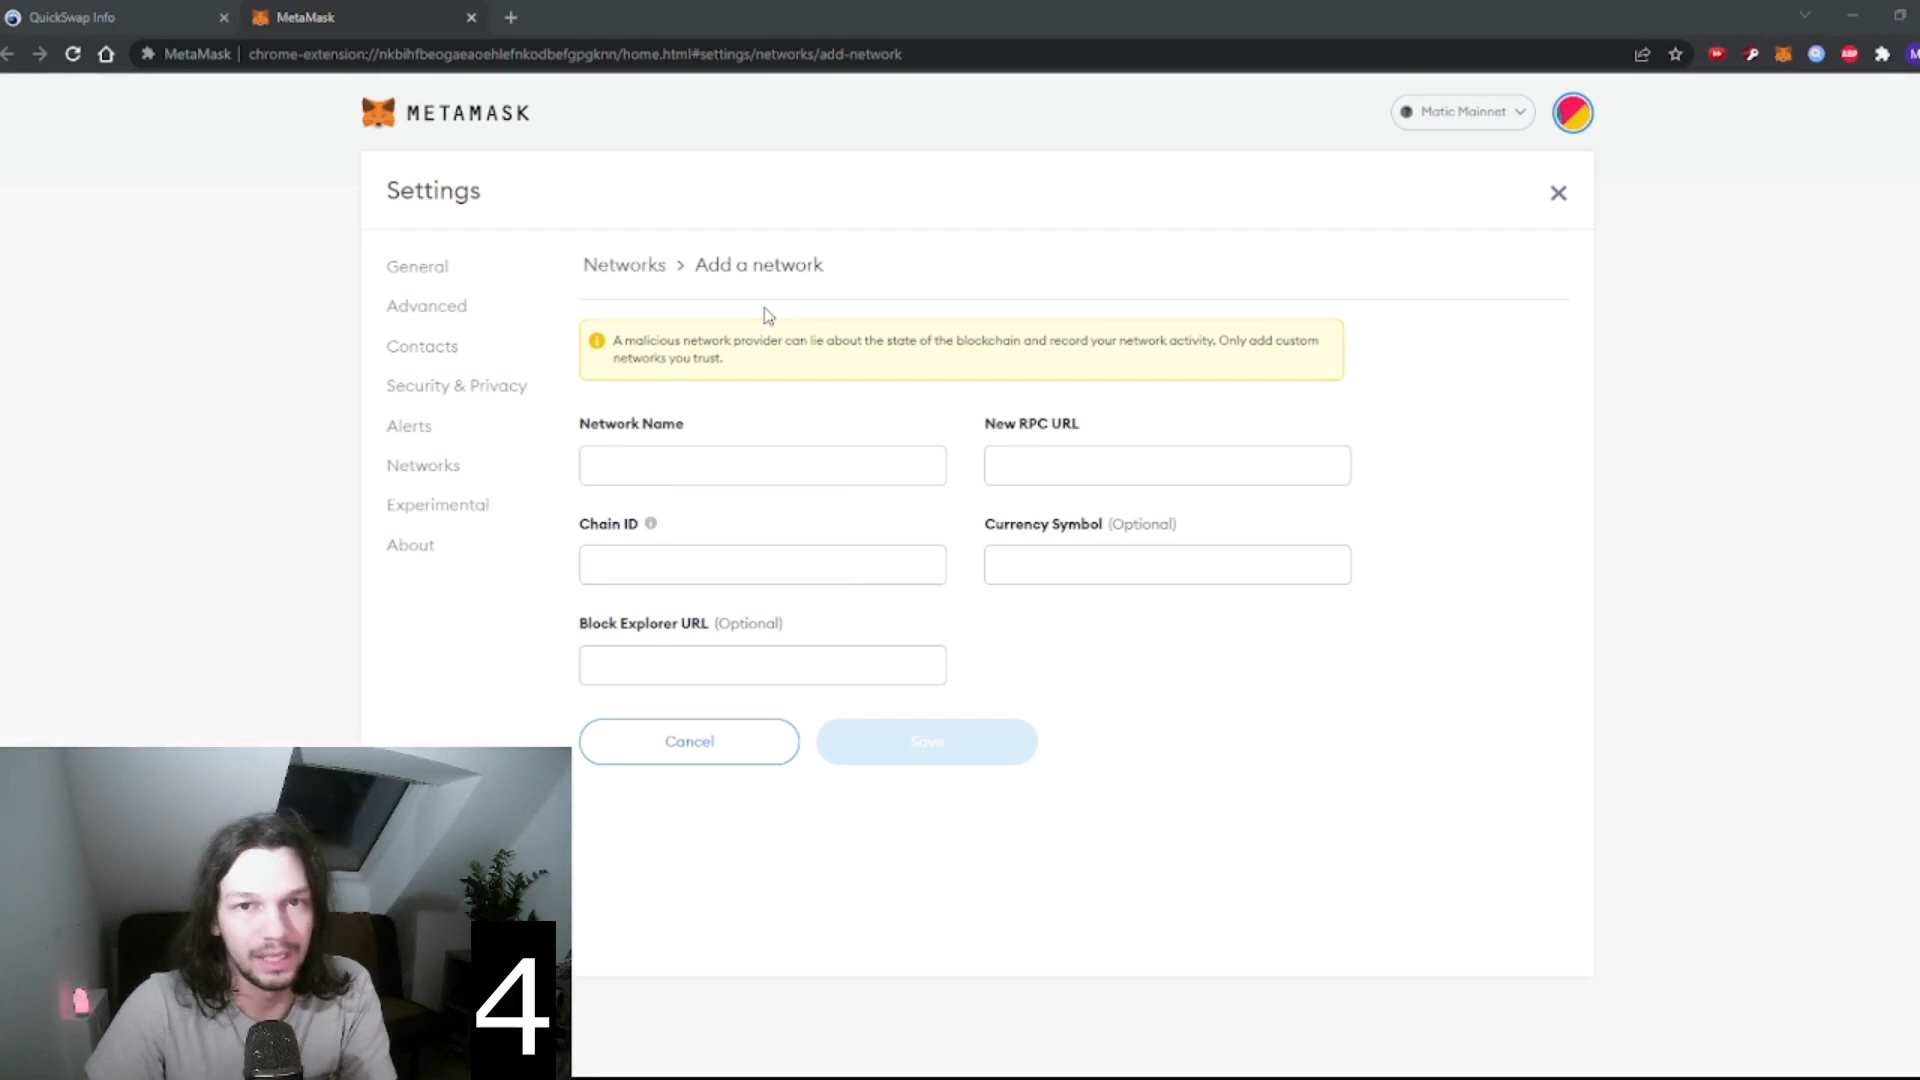 QuickSwap Info
MetaMask
MetaMask | chrome-extension://nkbihfbeogaeaoehlefnkodbefgpgknn/home.html#settings/networks/add-network
ABP
M
METAMASK
Matic Mainnet
Settings
General
Advanced
Contacts
Security & Privacy
Alerts
Networks
Experimental
About
Networks > Add a network
A malicious network provider can lie about the state of the blockchain and record your network activity. Only add custom
networks you trust.
Network Name
New RPC URL
Chain ID
Currency Symbol (Optional)
Block Explorer URL (Optional)
Cancel
Save
4